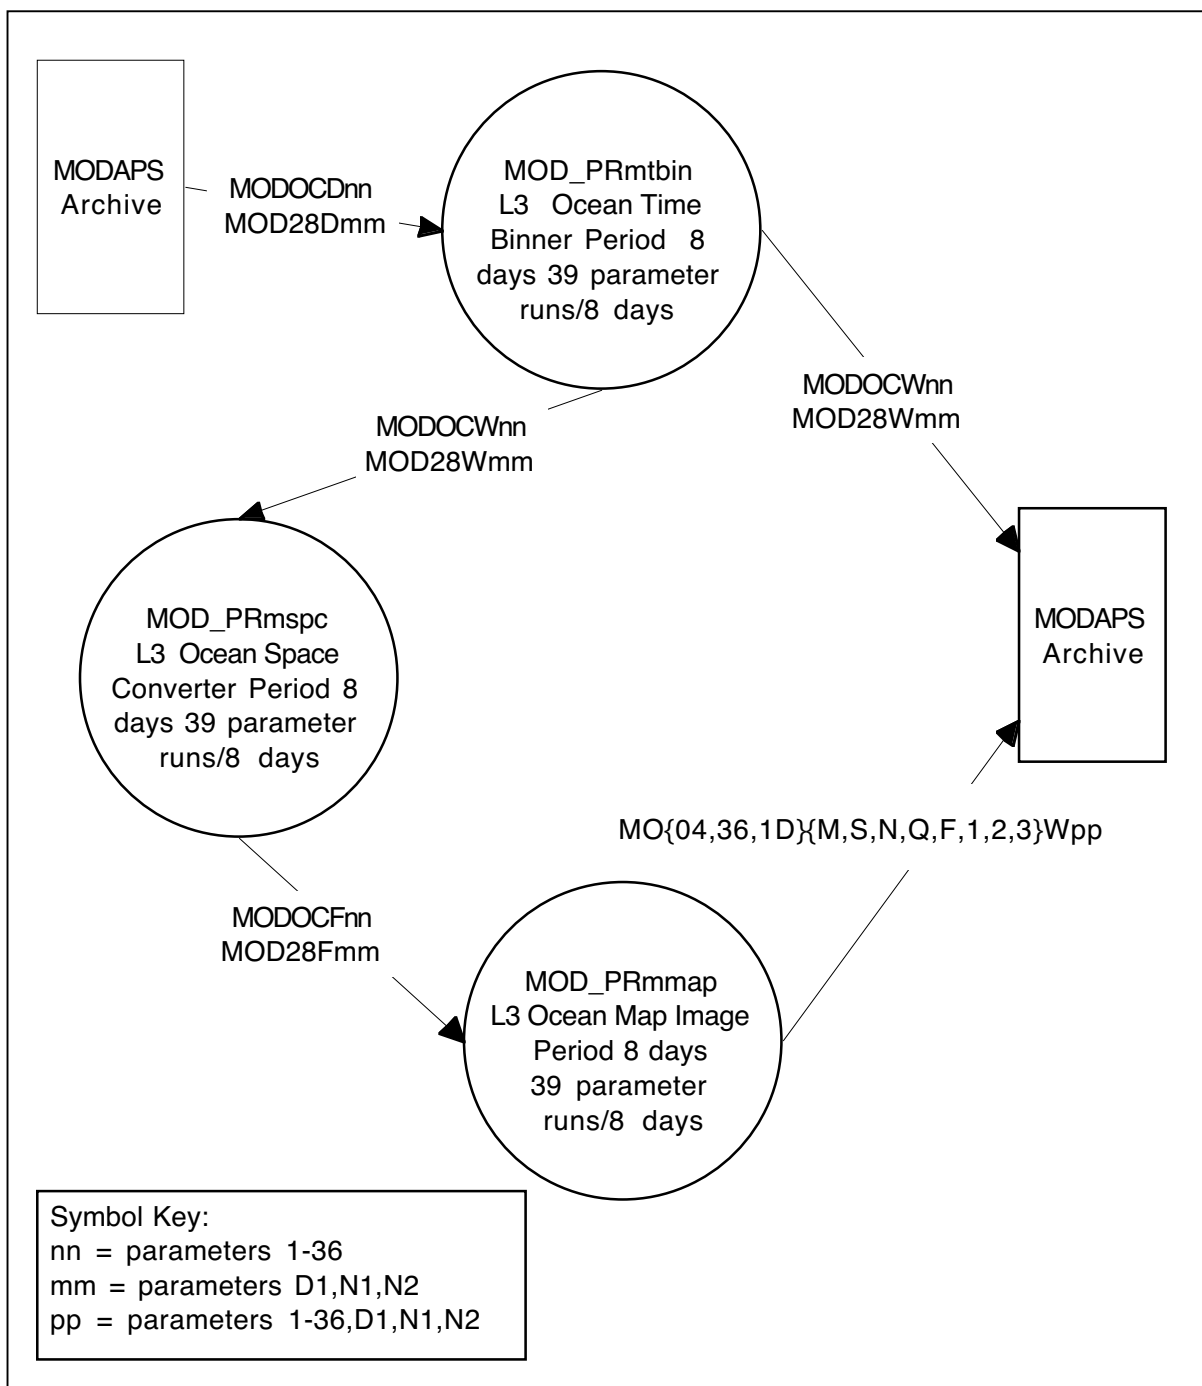 MODAPS
Archive
MODOCDnn
MOD28Dmm
MOD_PRmtbin
L3 Ocean Time
Binner Period 8
days 39 parameter
runs/8 days
MODOCWnn
MOD28Wmm
MODOCWnn
MOD28Wmm
MODAPS
Archive
MOD_PRmspc
L3 Ocean Space
Converter Period 8
days 39 parameter
runs/8 days
MO{04,36,1D}{M,S,N,Q,F,1,2,3}Wpp
MODOCFnn
MOD28Fmm
MOD_PRmmap
L3 Ocean Map Image
Period 8 days
39 parameter
runs/8 days
Symbol Key:
nn = parameters 1-36
mm = parameters D1,N1,N2
pp = parameters 1-36,D1,N1,N2